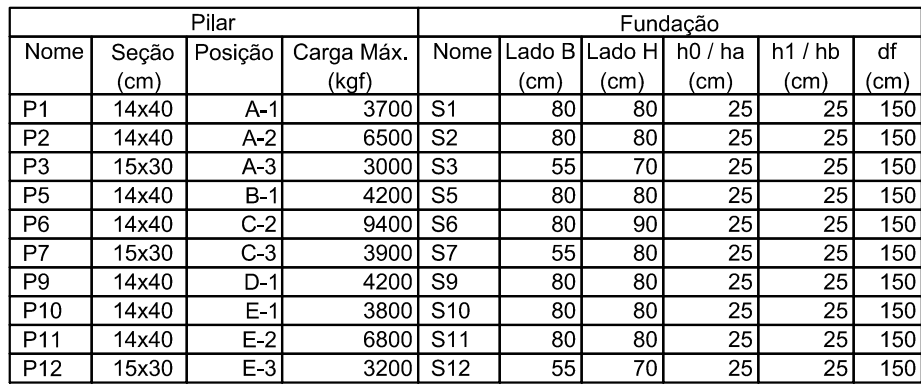 Pilar Fundação
Nome Seção Posição Carga Máx. Nome Lado B Lado H h0 / ha h1 / hb df
(cm) (kgf) (cm) (cm) (cm) (cm) (cm)
P1 14x40 A-1 3700 S1 80 80 25 25 150
P2 14x40 A-2 6500 S2 80 80 25 25 150
P3 15x30 A-3 3000 S3 55 70 25 25 150
P5 14x40 B-1 4200 S5 80 80 25 25 150
P6 14x40 C-2 9400 S6 80 90 25 25 150
P7 15x30 C-3 3900 S7 55 80 25 25 150
P9 14x40 D-1 4200 S9 80 80 25 25 150
P10 14x40 E-1 3800 S10 80 80 25 25 150
P11 14x40 E-2 6800 S11 80 80 25 25 150
P12 15x30 E-3 3200 S12 55 70 25 25 150